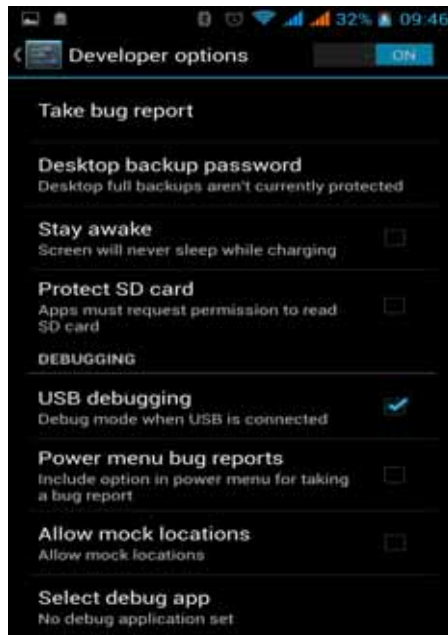 32% 09:46
Developer options ON
Take bug report
Desktop backup password
Desktop full backups aren't currently protected
Stay awake
Screen will never sleep while charging
Protect SD card
Apps must request permission to read
SD card
DEBUGGING
USB debugging
Debug mode when USB is connected
Power menu bug reports
Include option in power menu for taking
a bug report
Allow mock locations
Allow mock locations
Select debug app
No debug application set